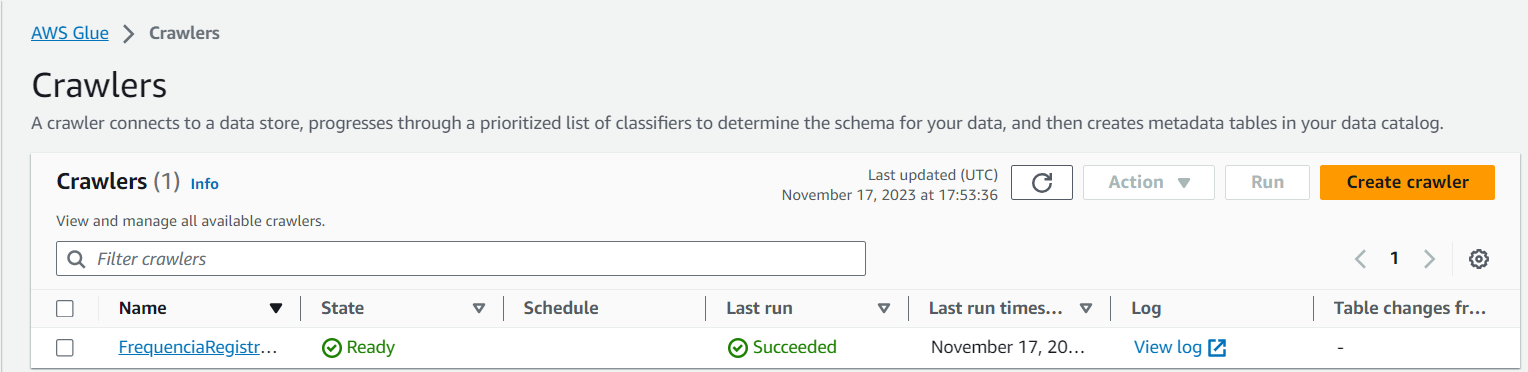 AWS Glue > Crawlers
Crawlers
A crawler connects to a data store, progresses through a prioritized list of classifiers to determine the schema for your data, and then creates metadata tables in your data catalog.
Crawlers (1) Info
Last updated (UTC)
November 17, 2023 at 17:53:36
Action
Run
Create crawler
View and manage all available crawlers.
Filter crawlers
1
Name State Schedule Last run Last run times… Log Table changes fr…
FrequenciaRegistr… Ready Succeeded November 17, 20… View log -